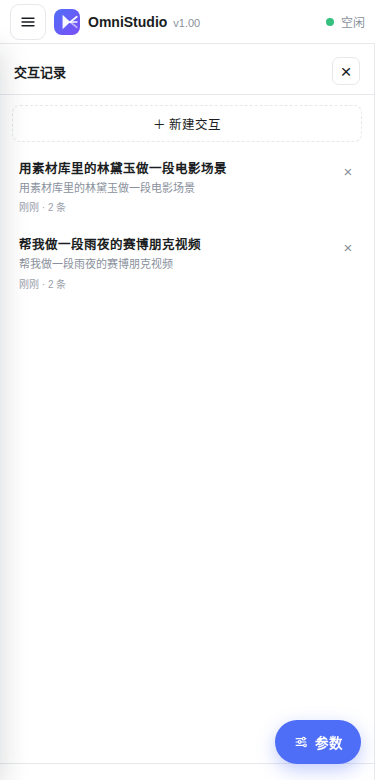 OmniStudio v1.00
空闲
交互记录
×
＋ 新建交互
用素材库里的林黛玉做一段电影场景
×
用素材库里的林黛玉做一段电影场景
刚刚 · 2 条
帮我做一段雨夜的赛博朋克视频
×
帮我做一段雨夜的赛博朋克视频
刚刚 · 2 条
参数